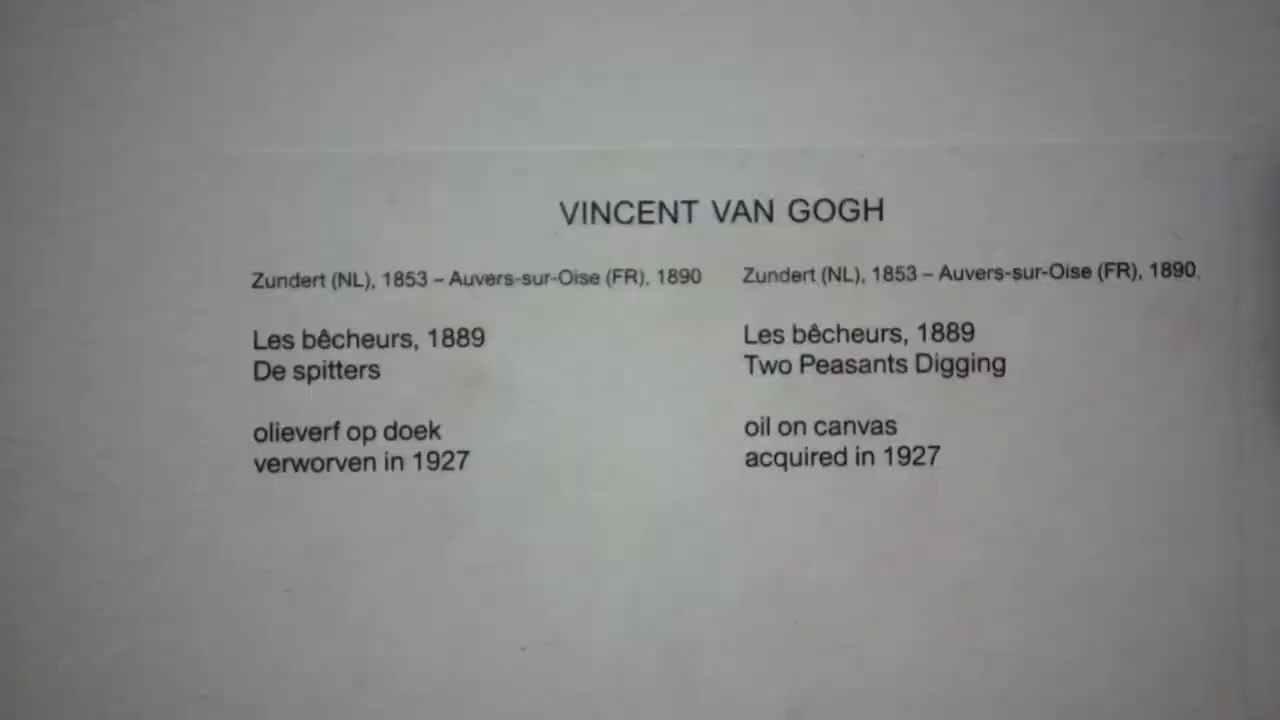 VINCENT VAN GOGH
Zundert (NL), 1853 – Auvers-sur-Oise (FR), 1890
Les bêcheurs, 1889
De spitters
olieverf op doek
verworven in 1927
Zundert (NL), 1853 – Auvers-sur-Oise (FR), 1890
Les bêcheurs, 1889
Two Peasants Digging
oil on canvas
acquired in 1927